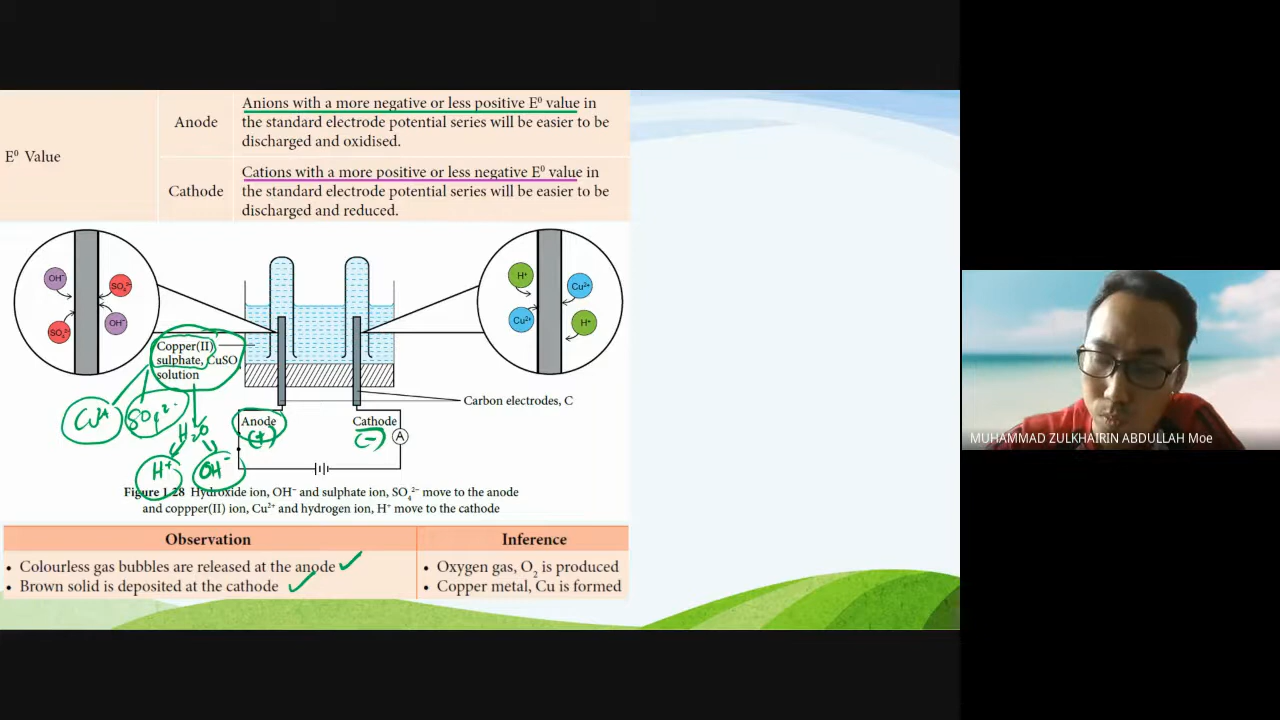 E⁰ Value
Anode
Anions with a more negative or less positive E⁰ value in
the standard electrode potential series will be easier to be
discharged and oxidised.
Cathode
Cations with a more positive or less negative E⁰ value in
the standard electrode potential series will be easier to be
discharged and reduced.
OH⁻
SO₄²⁻
SO₄²⁻
OH⁻
H⁺
Cu²⁺
Cu²⁺
H⁺
Copper(II)
sulphate, CuSO
solution
Carbon electrodes, C
Cu²⁺
SO₄²⁻
H₂O
H⁺
OH⁻
Anode
(+)
Cathode
(-)
A
Figure 1.28 Hydroxide ion, OH⁻ and sulphate ion, SO₄²⁻ move to the anode
and coppper(II) ion, Cu²⁺ and hydrogen ion, H⁺ move to the cathode
Observation
Inference
• Colourless gas bubbles are released at the anode ✓
• Brown solid is deposited at the cathode ✓
• Oxygen gas, O₂ is produced
• Copper metal, Cu is formed
MUHAMMAD ZULKHAIRIN ABDULLAH Moe